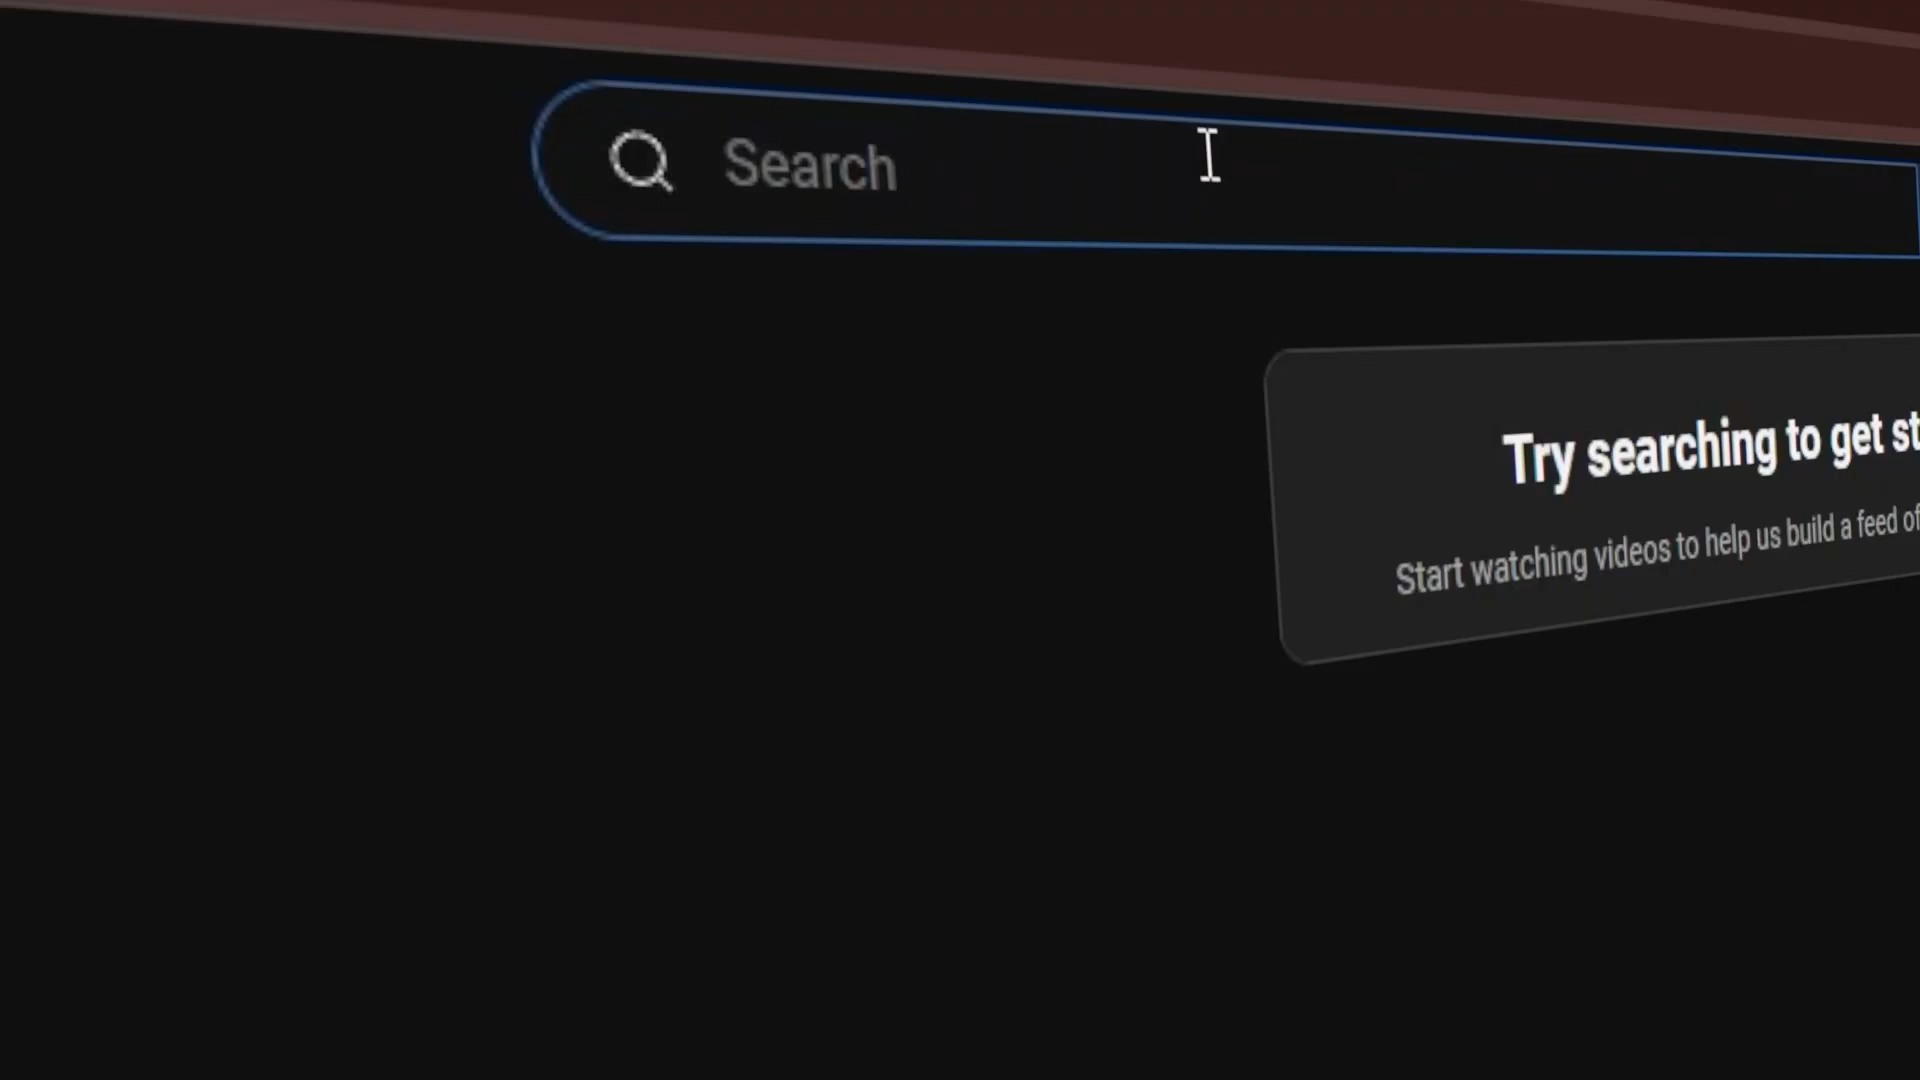 Search
Try searching to get st
Start watching videos to help us build a feed of